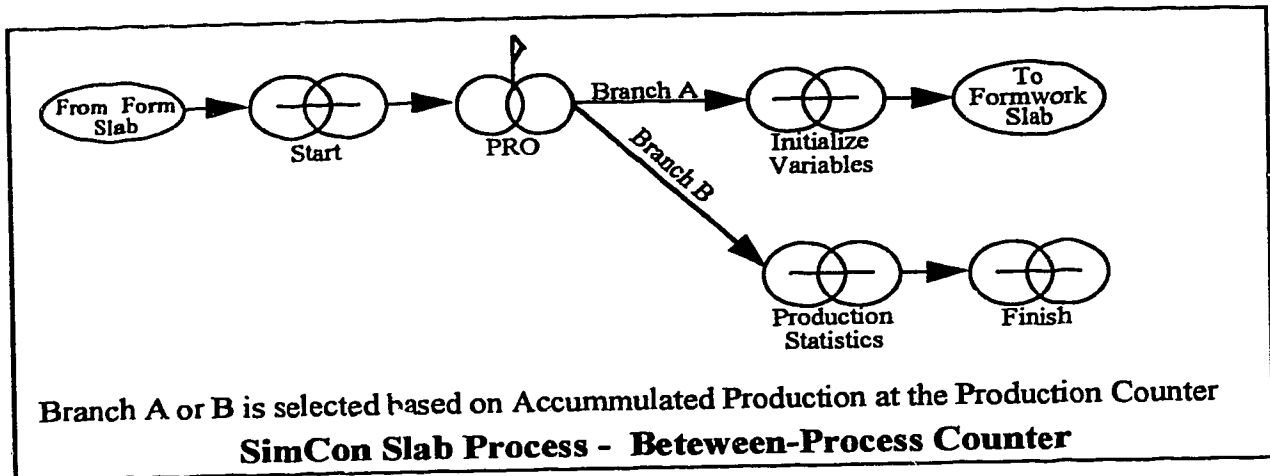 From Form
Slab
Start
PRO
Branch A
Initialize
Variables
To
Formwork
Slab
Branch B
Production
Statistics
Finish
Branch A or B is selected based on Accummulated Production at the Production Counter
SimCon Slab Process - Beteween-Process Counter